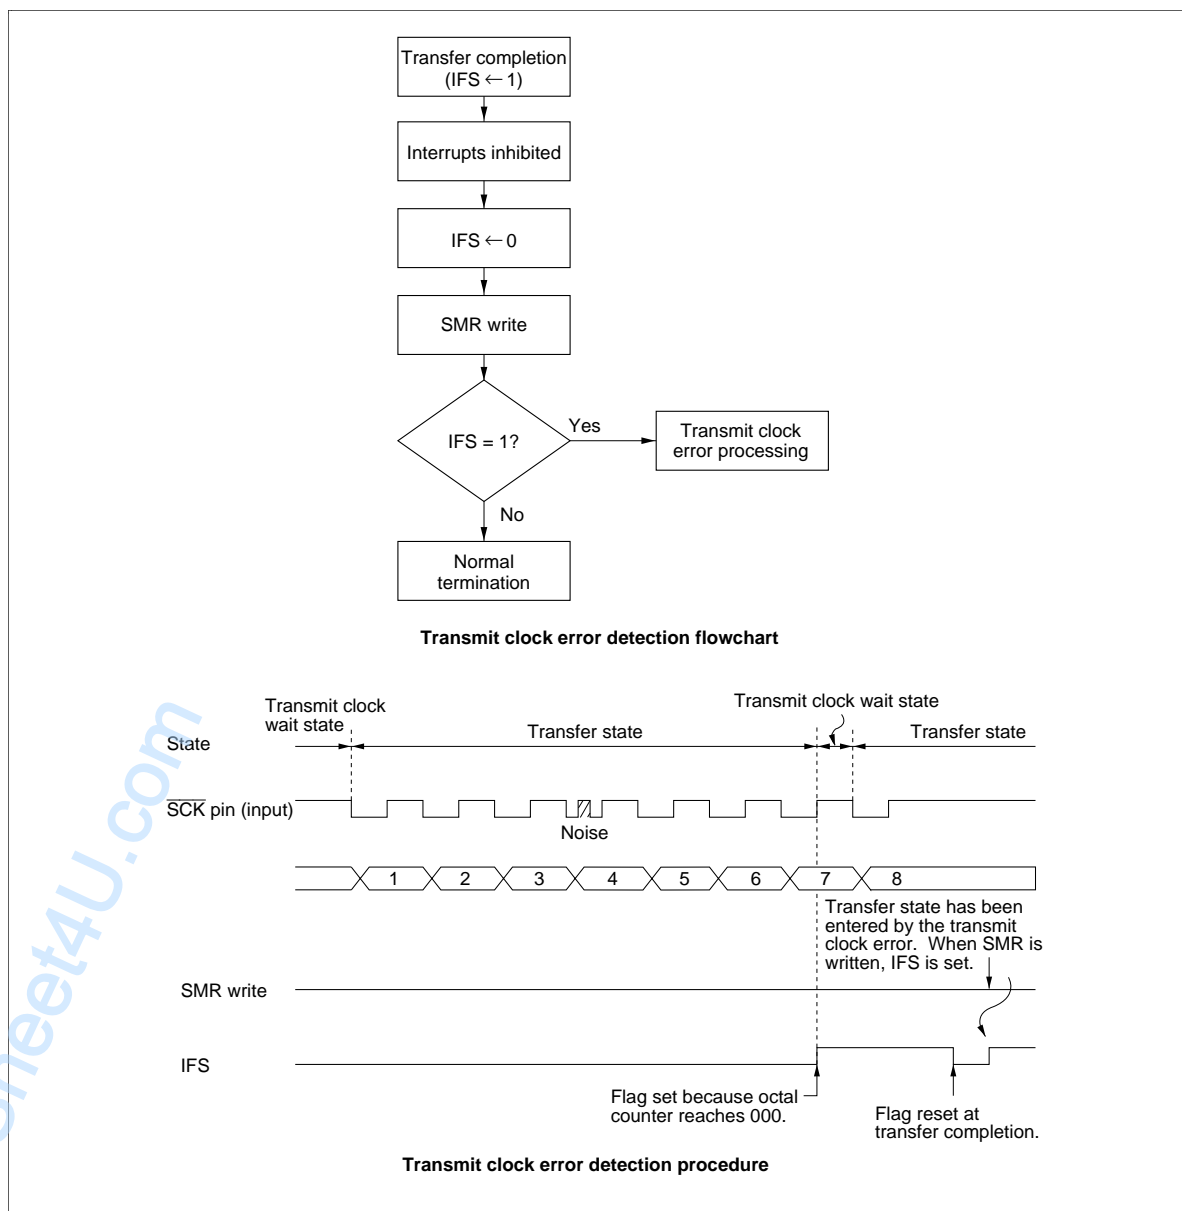 Transfer completion
(IFS ← 1)
Interrupts inhibited
IFS ← 0
SMR write
IFS = 1?
Yes
Transmit clock
error processing
No
Normal
termination
Transmit clock error detection flowchart
Transmit clock
wait state
Transmit clock wait state
State
Transfer state
Transfer state
SCK pin (input)
Noise
1 2 3 4 5 6 7 8
Transfer state has been
entered by the transmit
clock error. When SMR is
written, IFS is set.
SMR write
IFS
Flag set because octal
counter reaches 000.
Flag reset at
transfer completion.
Transmit clock error detection procedure
heet4U.com